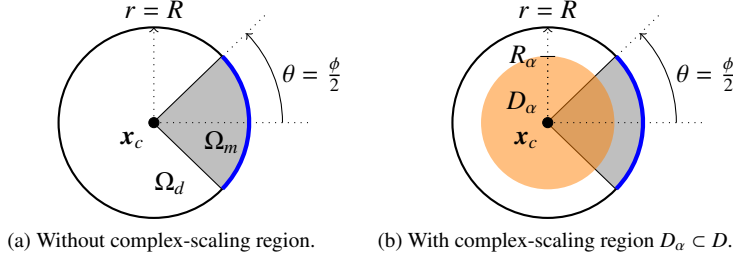 r = R
θ = ϕ/2
x_c
Ω_m
Ω_d
(a) Without complex-scaling region.
r = R
R_α
θ = ϕ/2
D_α
x_c
(b) With complex-scaling region D_α ⊂ D.